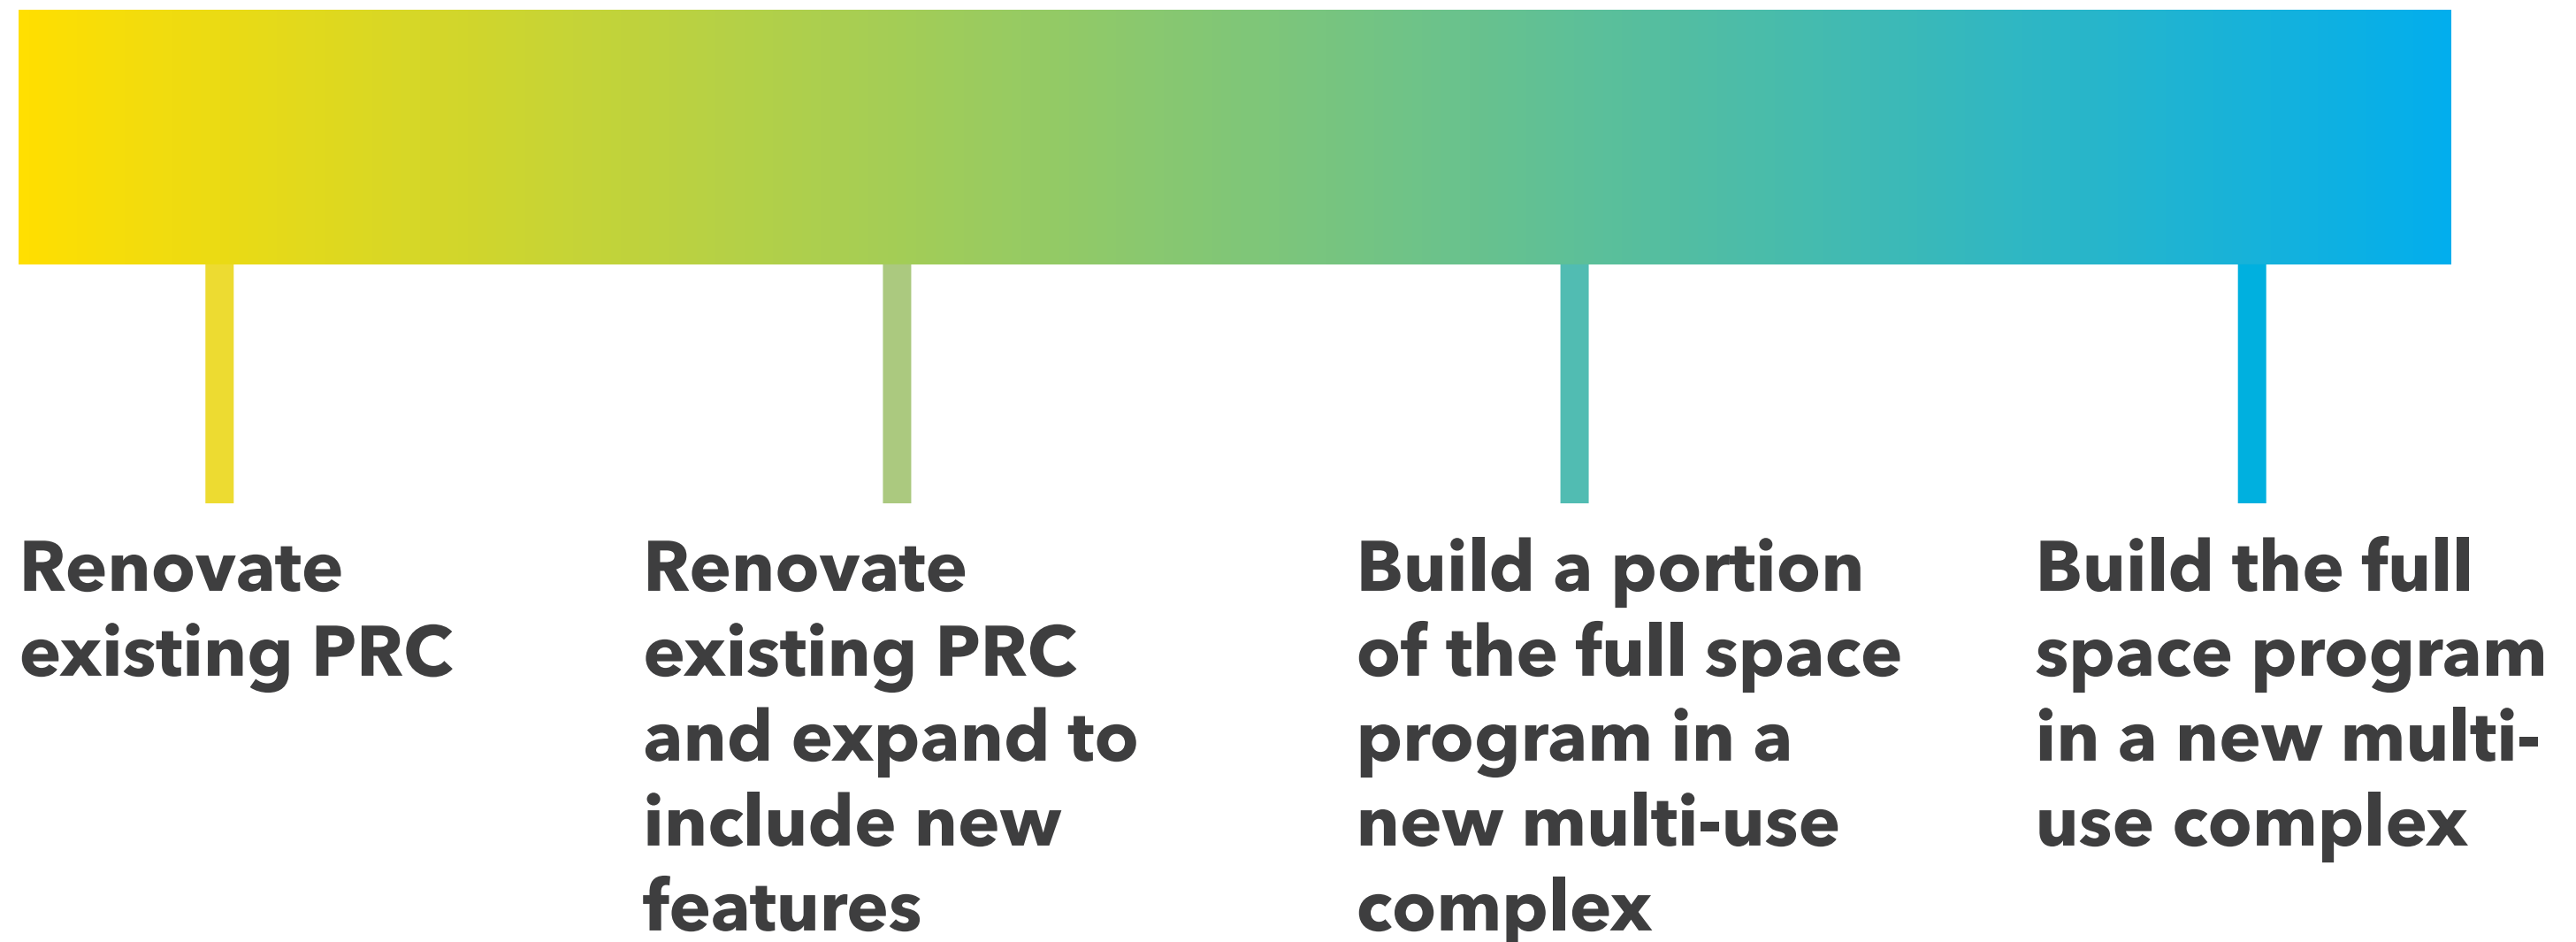 Renovate
existing PRC
Renovate
existing PRC
and expand to
include new
features
Build a portion
of the full space
program in a
new multi-use
complex
Build the full
space program
in a new multi-
use complex